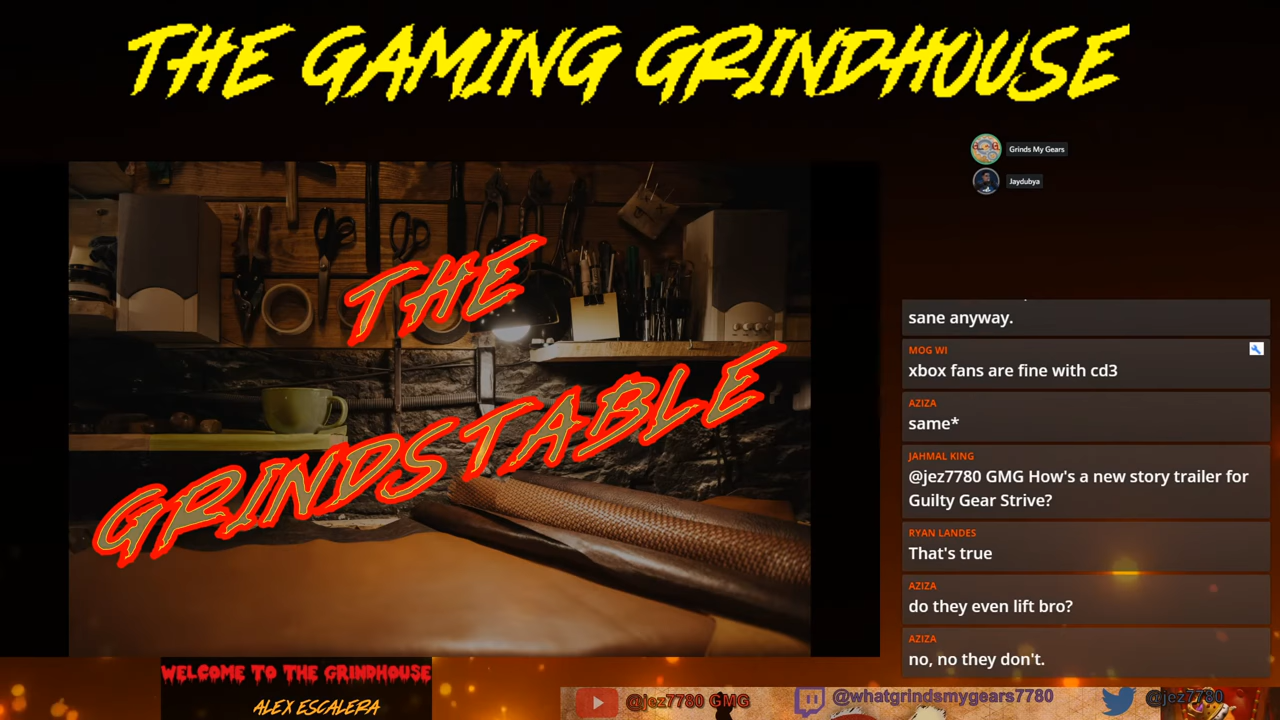 THE GAMING GRINDHOUSE
Grinds My Gears
Jaydubya
THE
GRINDSTABLE
sane anyway.
MOG WI
xbox fans are fine with cd3
AZIZA
same*
JAHMAL KING
@jez7780 GMG How's a new story trailer for
Guilty Gear Strive?
RYAN LANDES
That's true
AZIZA
do they even lift bro?
AZIZA
no, no they don't.
WELCOME TO THE GRINDHOUSE
ALEX ESCALERA
@jez7780 GMG
@whatgrindsmygears7780
@jez7780